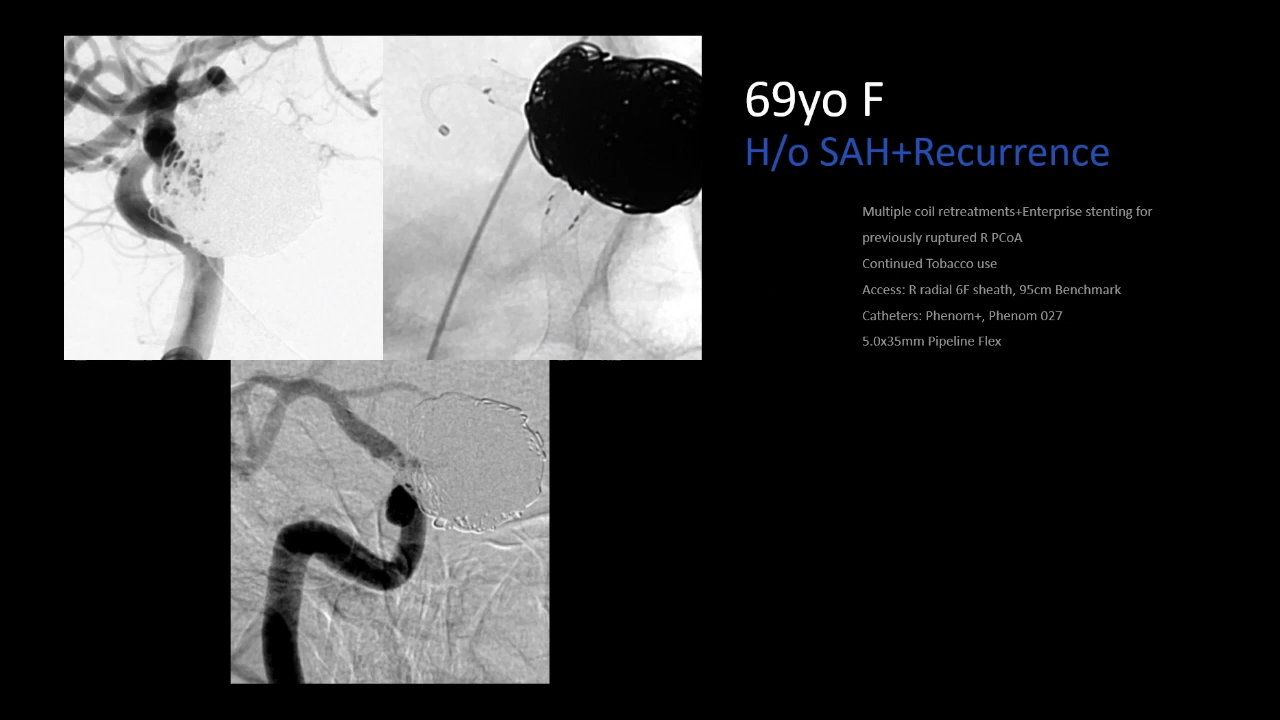 69yo F
H/o SAH+Recurrence
Multiple coil retreatments+Enterprise stenting for
previously ruptured R PCoA
Continued Tobacco use
Access: R radial 6F sheath, 95cm Benchmark
Catheters: Phenom+, Phenom 027
5.0x35mm Pipeline Flex